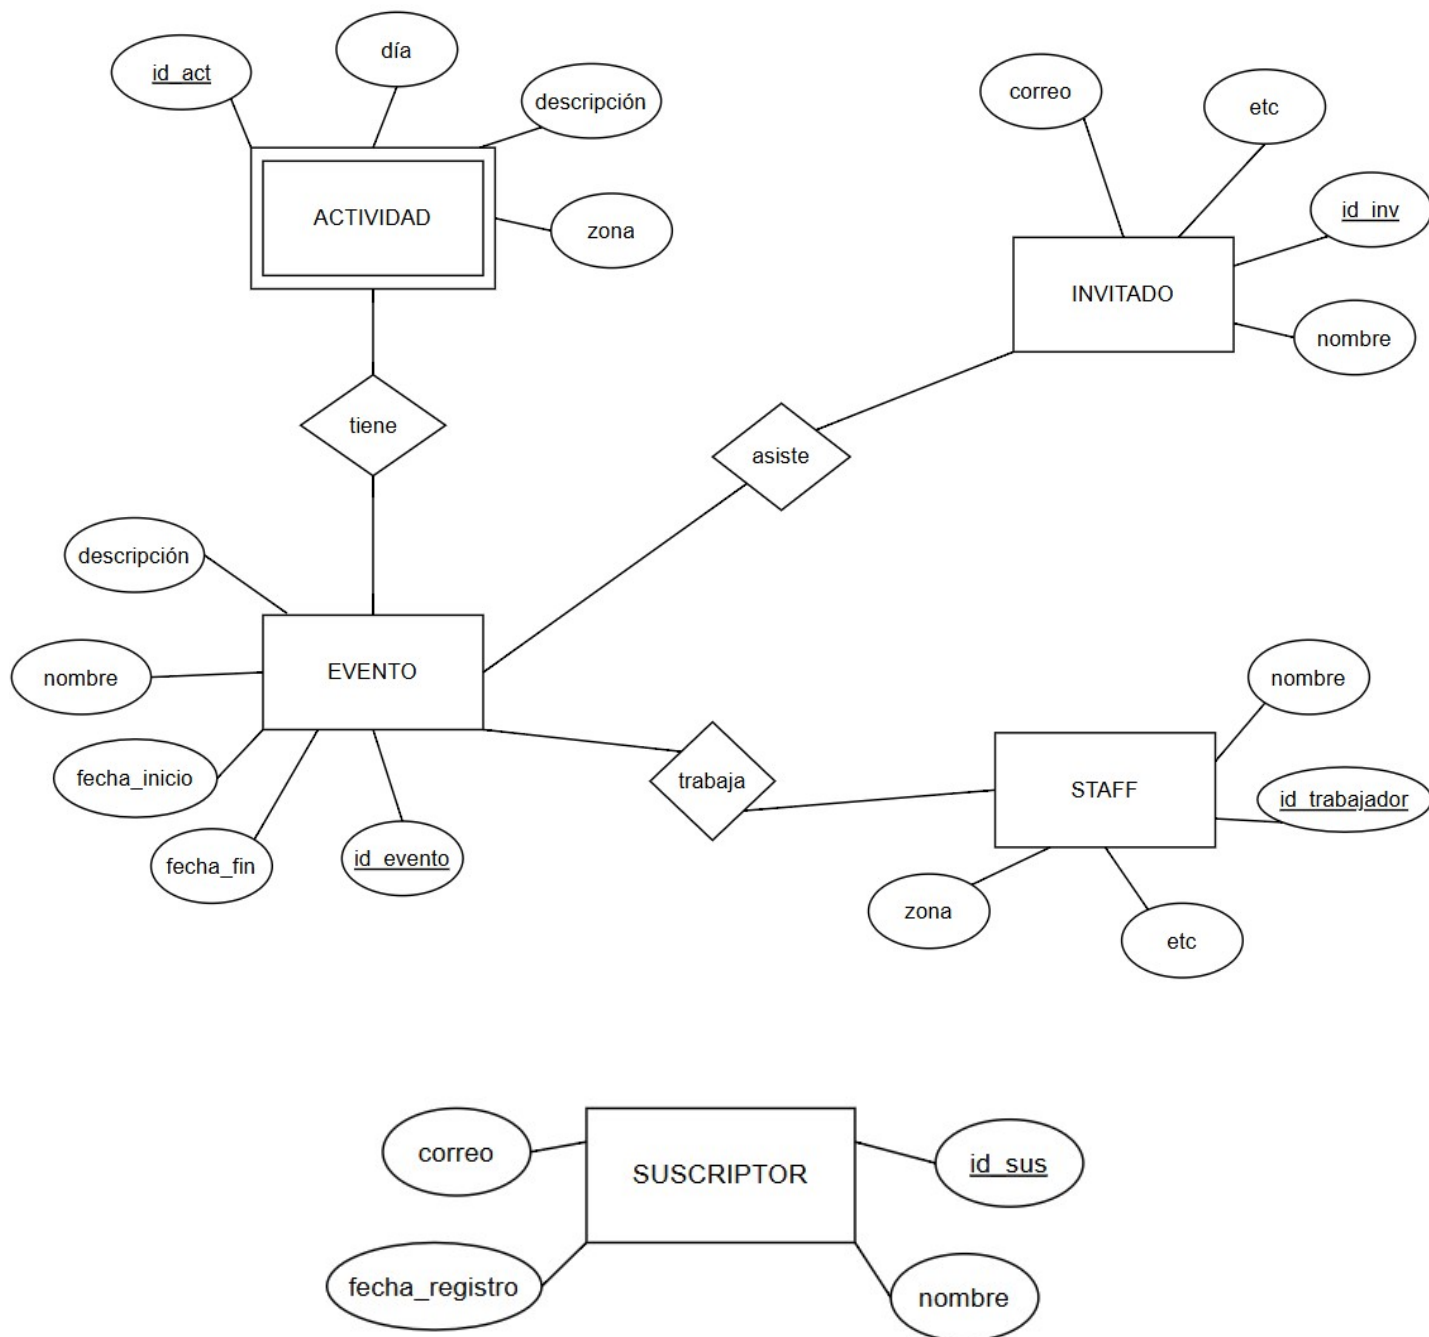 día
id_act
descripción
correo
etc
ACTIVIDAD
zona
id_inv
INVITADO
nombre
tiene
asiste
descripción
EVENTO
nombre
nombre
fecha_inicio
trabaja
STAFF
id_trabajador
fecha_fin
id_evento
zona
etc
correo
SUSCRIPTOR
id_sus
fecha_registro
nombre